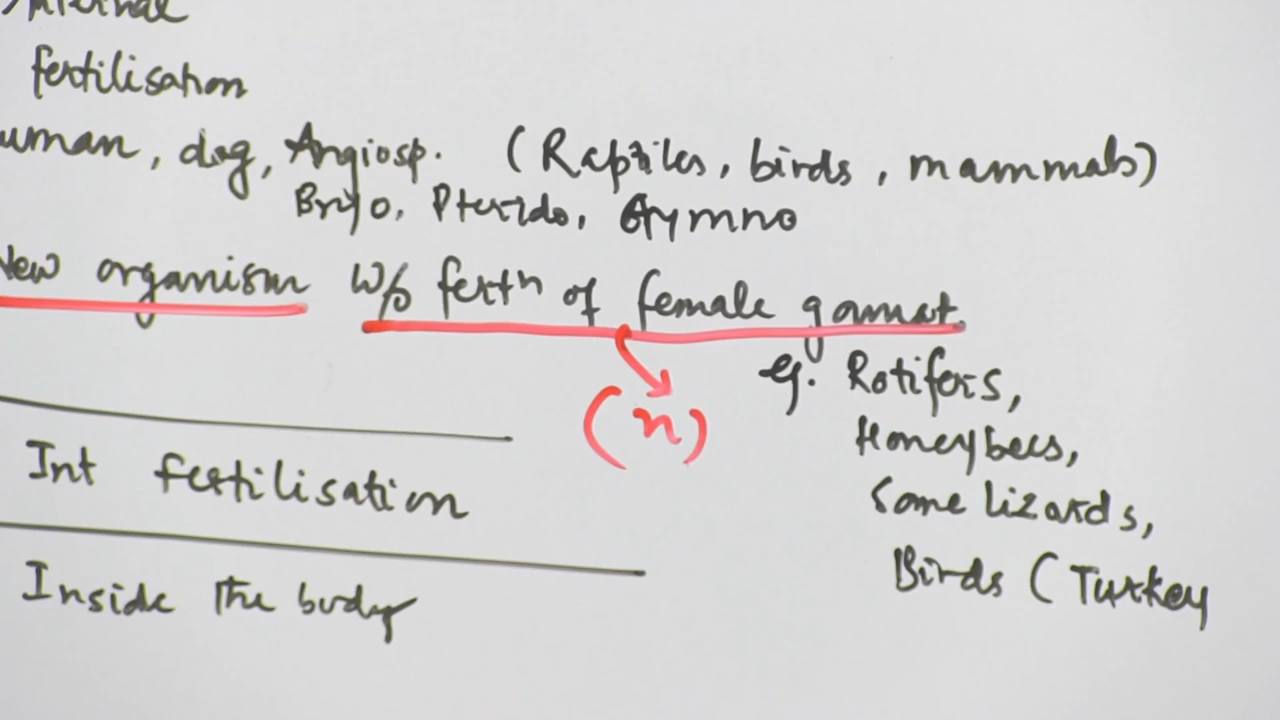 Internal
fertilisation
uman, dog, Angiosp. (Reptiles, birds, mammals)
Bryo, Pterido, Gymno
New organism w/o fertn of female gamet
(n)
eg. Rotifers,
Honeybees,
Some lizards,
Birds (Turkey
Int fertilisation
Inside the body